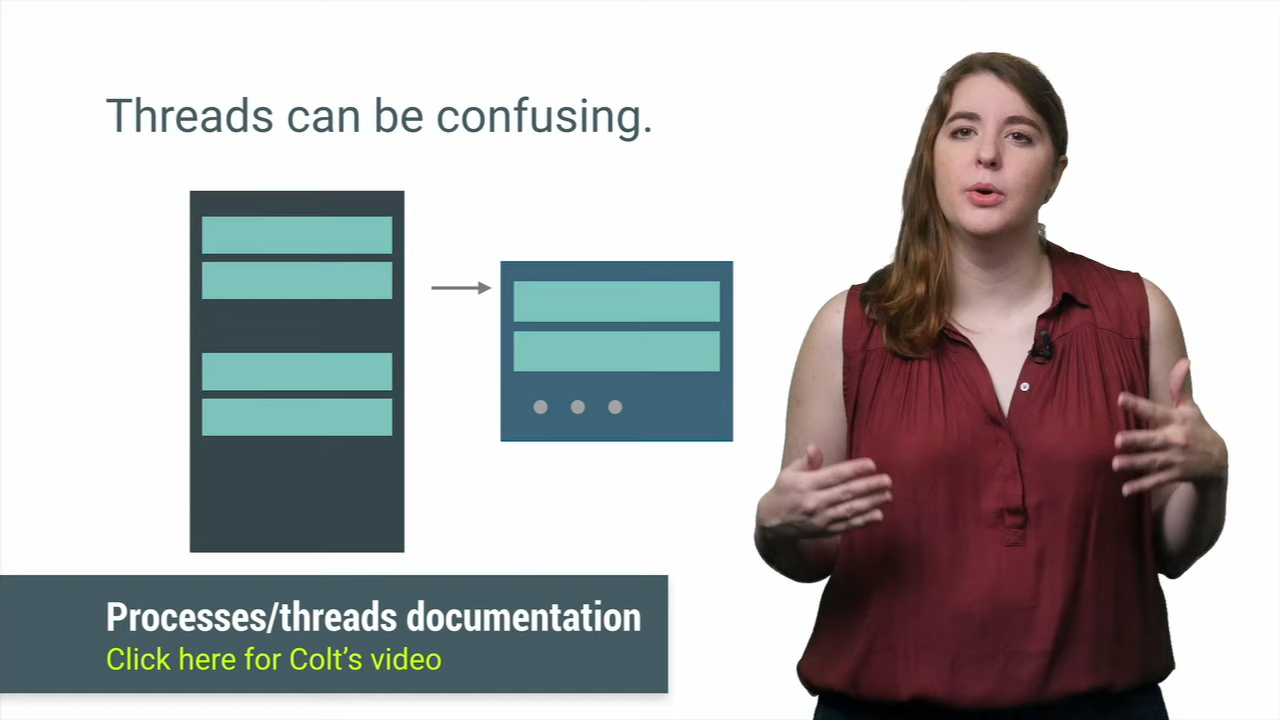 Threads can be confusing.
Processes/threads documentation
Click here for Colt's video